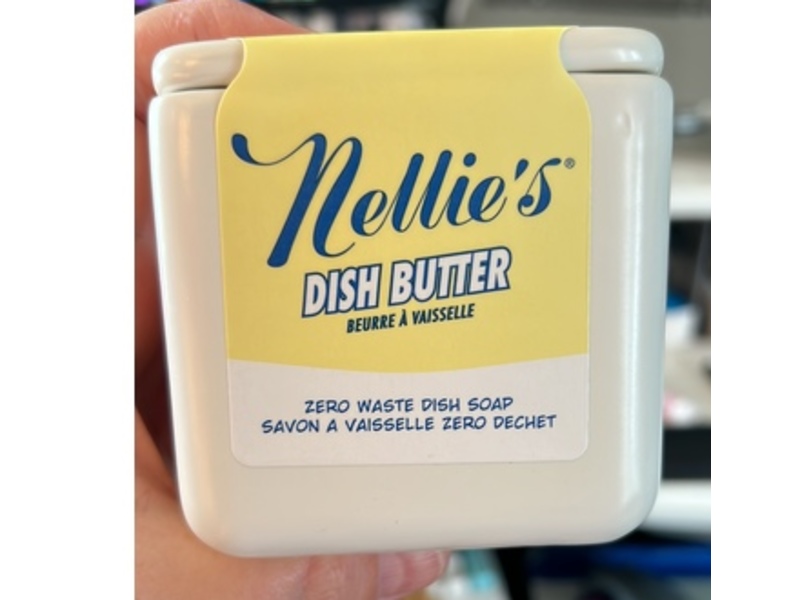 Nellie's®
DISH BUTTER
BEURRE À VAISSELLE
ZERO WASTE DISH SOAP
SAVON A VAISSELLE ZERO DECHET